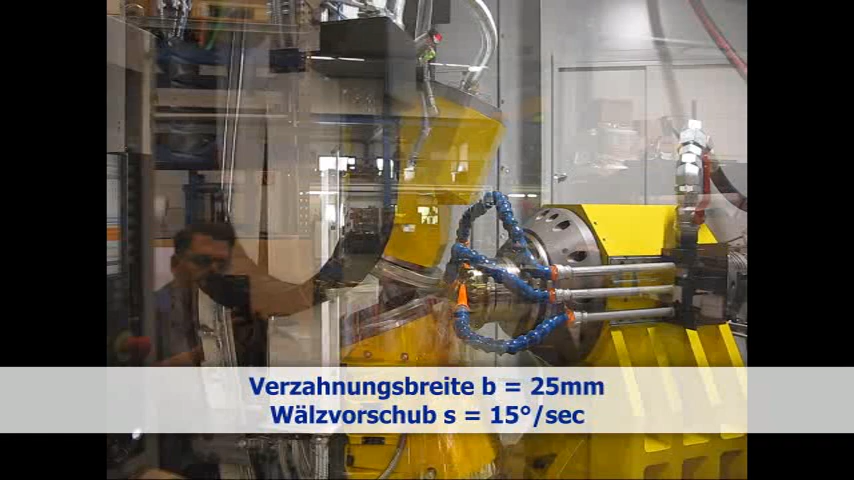 Verzahnungsbreite b = 25mm
Wälzvorschub s = 15°/sec